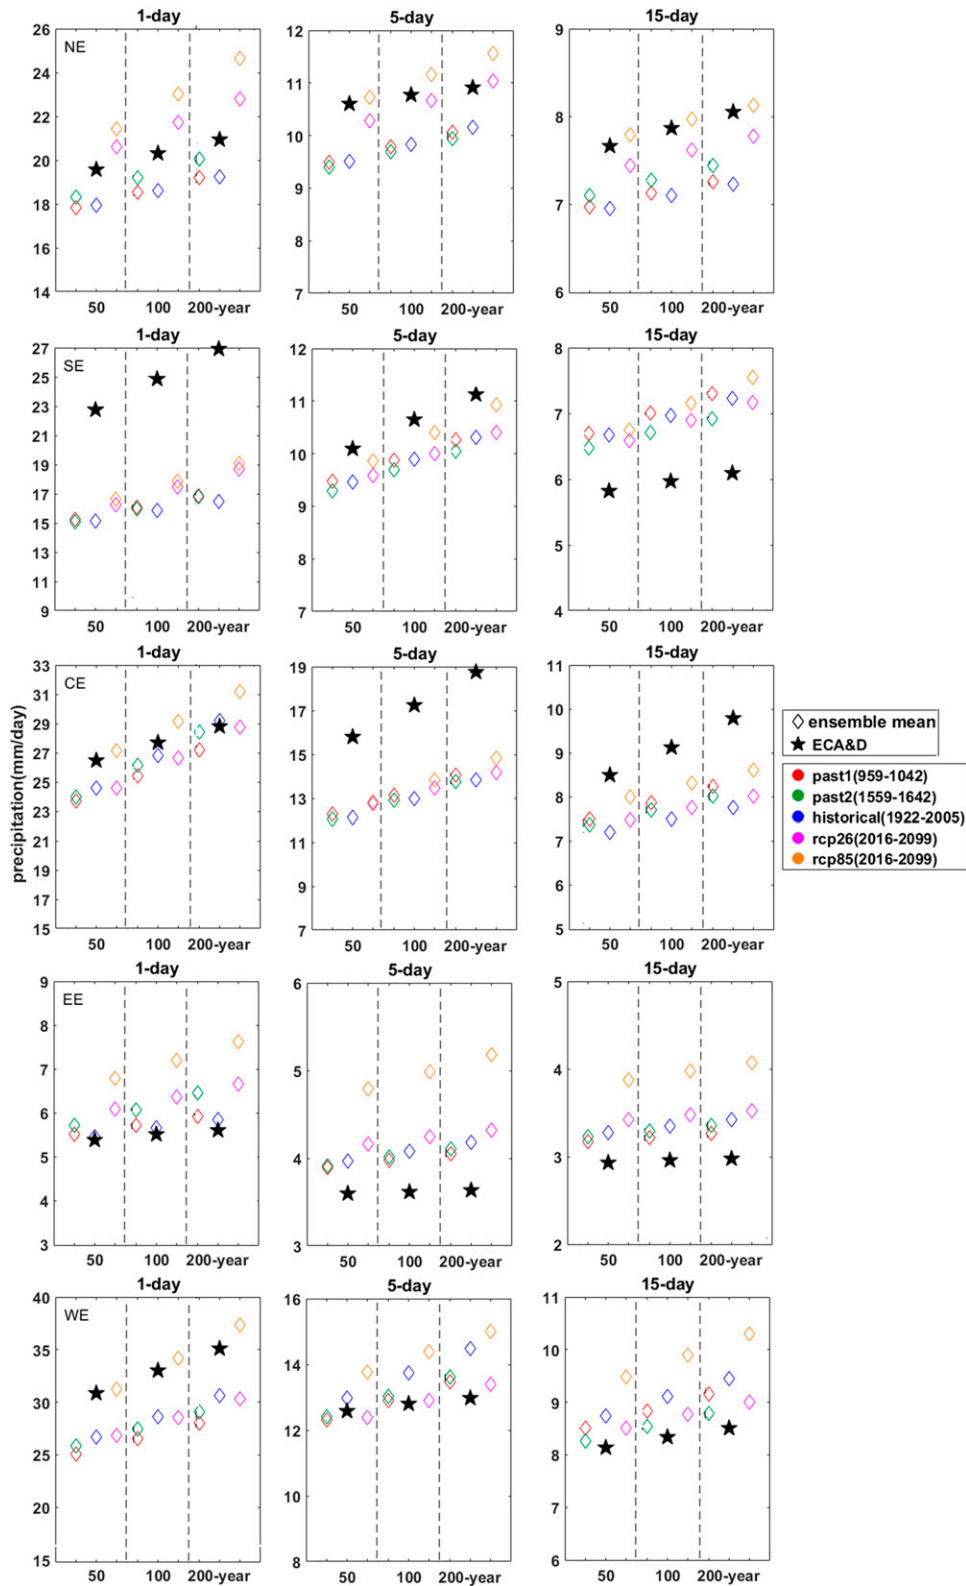 1-day
5-day
15-day
NE
26
24
22
20
18
16
14
50 100 200-year
12
11
10
9
8
7
50 100 200-year
9
8
7
6
50 100 200-year
1-day
5-day
15-day
SE
27
25
23
21
19
17
15
13
11
9
50 100 200-year
12
11
10
9
8
7
50 100 200-year
8
7
6
5
4
50 100 200-year
1-day
5-day
15-day
CE
33
31
29
27
25
23
21
19
17
15
50 100 200-year
19
17
15
13
11
9
7
50 100 200-year
11
10
9
8
7
6
5
50 100 200-year
precipitation(mm/day)
ensemble mean
ECA&D
past1(959-1042)
past2(1559-1642)
historical(1922-2005)
rcp26(2016-2099)
rcp85(2016-2099)
1-day
5-day
15-day
EE
9
8
7
6
5
4
3
50 100 200-year
6
5
4
3
50 100 200-year
5
4
3
2
50 100 200-year
1-day
5-day
15-day
WE
40
35
30
25
20
15
50 100 200-year
16
14
12
10
8
50 100 200-year
11
10
9
8
7
6
5
50 100 200-year